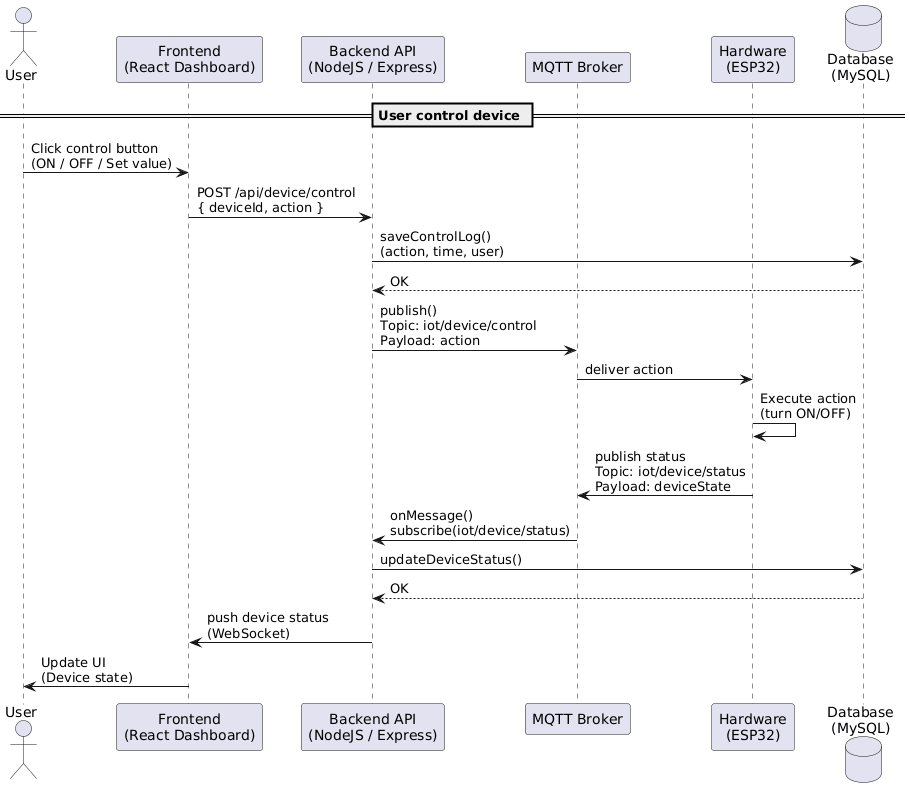 User
Frontend
(React Dashboard)
Backend API
(NodeJS / Express)
MQTT Broker
Hardware
(ESP32)
Database
(MySQL)
User control device
Click control button
(ON / OFF / Set value)
POST /api/device/control
{ deviceId, action }
saveControlLog()
(action, time, user)
OK
publish()
Topic: iot/device/control
Payload: action
deliver action
Execute action
(turn ON/OFF)
publish status
Topic: iot/device/status
Payload: deviceState
onMessage()
subscribe(iot/device/status)
updateDeviceStatus()
OK
push device status
(WebSocket)
Update UI
(Device state)
User
Frontend
(React Dashboard)
Backend API
(NodeJS / Express)
MQTT Broker
Hardware
(ESP32)
Database
(MySQL)